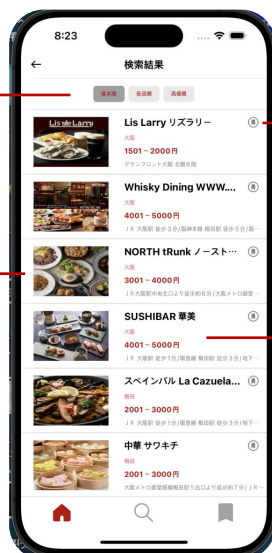 8:23
検索結果
基本順 低価順 高値順
Lis Larry
Lis Larry リズラリー
大阪
1501 ~ 2000円
グランフロント大阪 北館6階
Whisky Dining WWW....
大阪
4001 ~ 5000円
ＪＲ 大阪駅 徒歩３分/阪神本線 梅田駅 徒歩５分/阪…
NORTH tRunk ノースト…
大阪
3001 ~ 4000円
ＪＲ大阪駅中央北口より徒歩約６分/大阪メトロ御堂…
SUSHIBAR 華美
大阪
4001 ~ 5000円
ＪＲ 大阪駅 徒歩１分/阪急線 梅田駅 徒歩３分/地下…
スペインバル La Cazuela...
梅田
2001 ~ 3000円
ＪＲ 大阪駅 徒歩１分/阪急線 梅田駅 徒歩３分/地下…
中華 サワキチ
梅田
2001 ~ 3000円
大阪メトロ御堂筋線梅田駅５出口より徒歩約７分/ＪＲ…